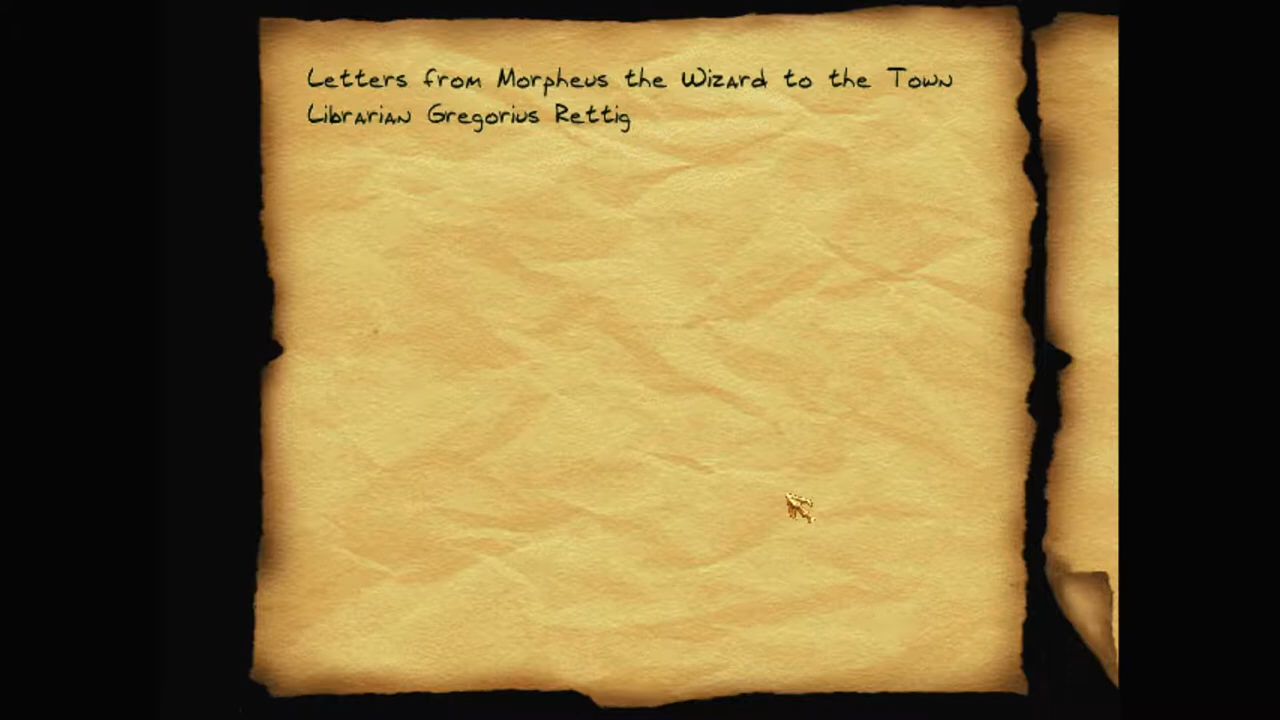 Letters from Morpheus the Wizard to the Town
Librarian Gregorius Rettig